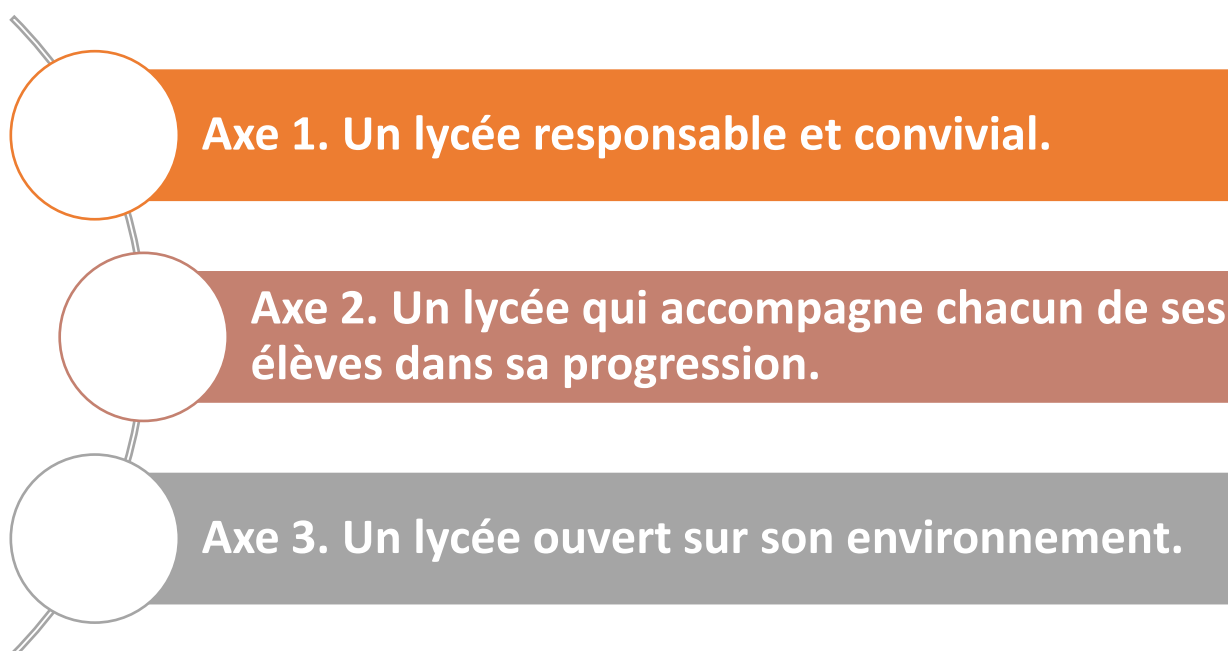 Axe 1. Un lycée responsable et convivial.
Axe 2. Un lycée qui accompagne chacun de ses
élèves dans sa progression.
Axe 3. Un lycée ouvert sur son environnement.